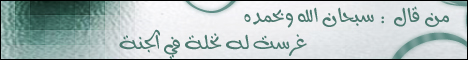 من قال : سبحان الله وبحمده
غرست له نخلة في الجنة